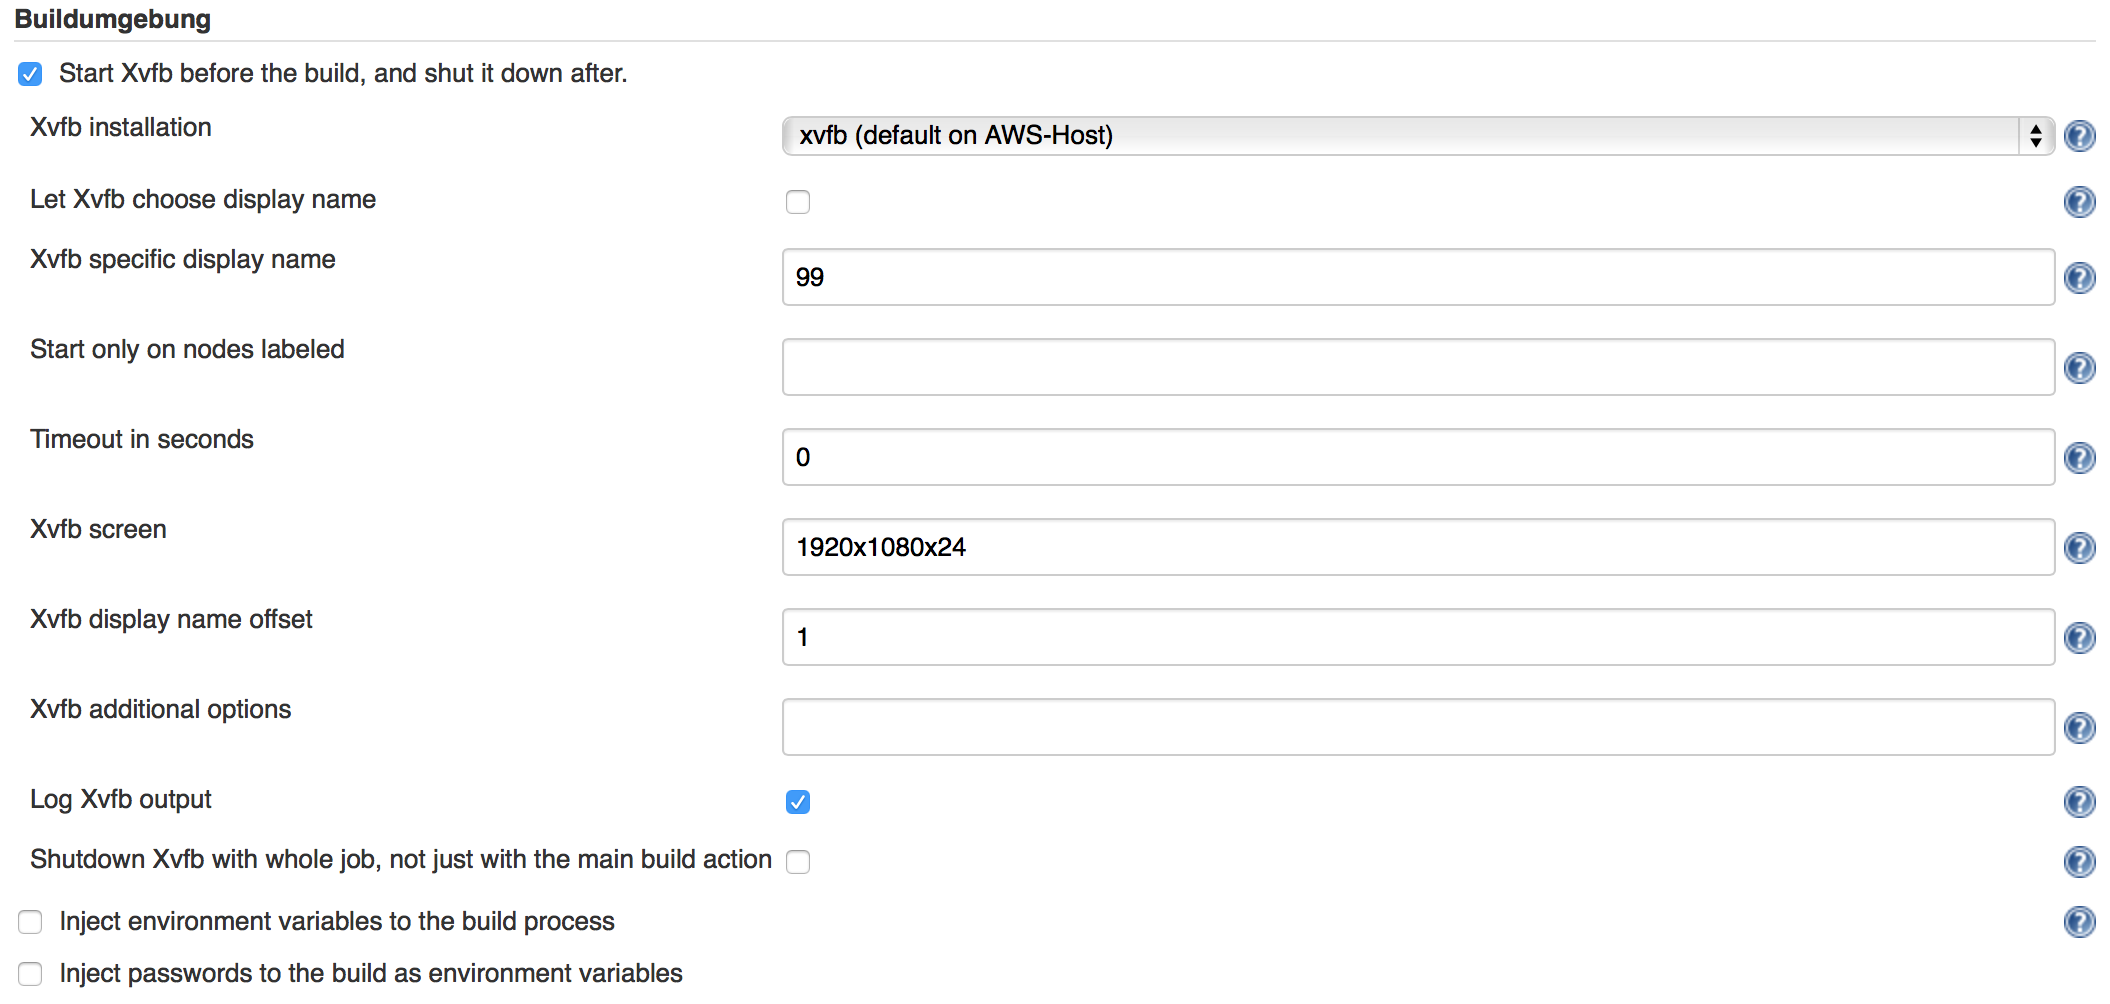 Buildumgebung
Start Xvfb before the build, and shut it down after.
Xvfb installation
xvfb (default on AWS-Host)
Let Xvfb choose display name
Xvfb specific display name
99
Start only on nodes labeled
Timeout in seconds
0
Xvfb screen
1920x1080x24
Xvfb display name offset
1
Xvfb additional options
Log Xvfb output
Shutdown Xvfb with whole job, not just with the main build action
Inject environment variables to the build process
Inject passwords to the build as environment variables